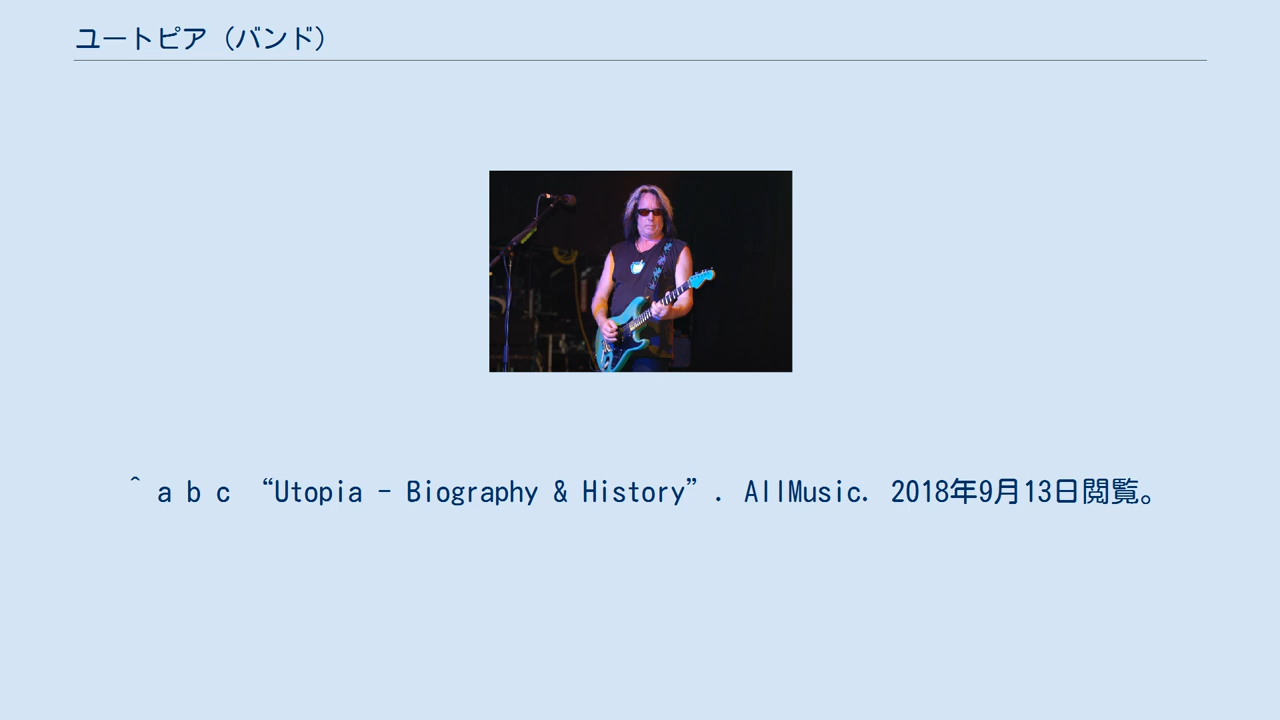 ユートピア（バンド）
^ a b c “Utopia - Biography & History”. AllMusic. 2018年9月13日閲覧。